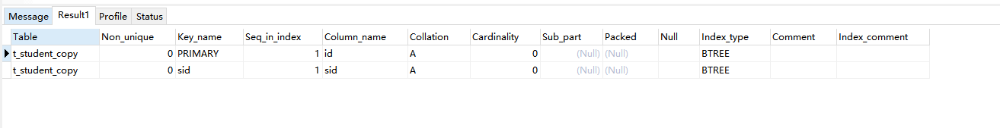 Message Result1 Profile Status
Table Non_unique Key_name Seq_in_index Column_name Collation Cardinality Sub_part Packed Null Index_type Comment Index_comment
t_student_copy 0 PRIMARY 1 id A 0 (Null) (Null) BTREE
t_student_copy 0 sid 1 sid A 0 (Null) (Null) BTREE